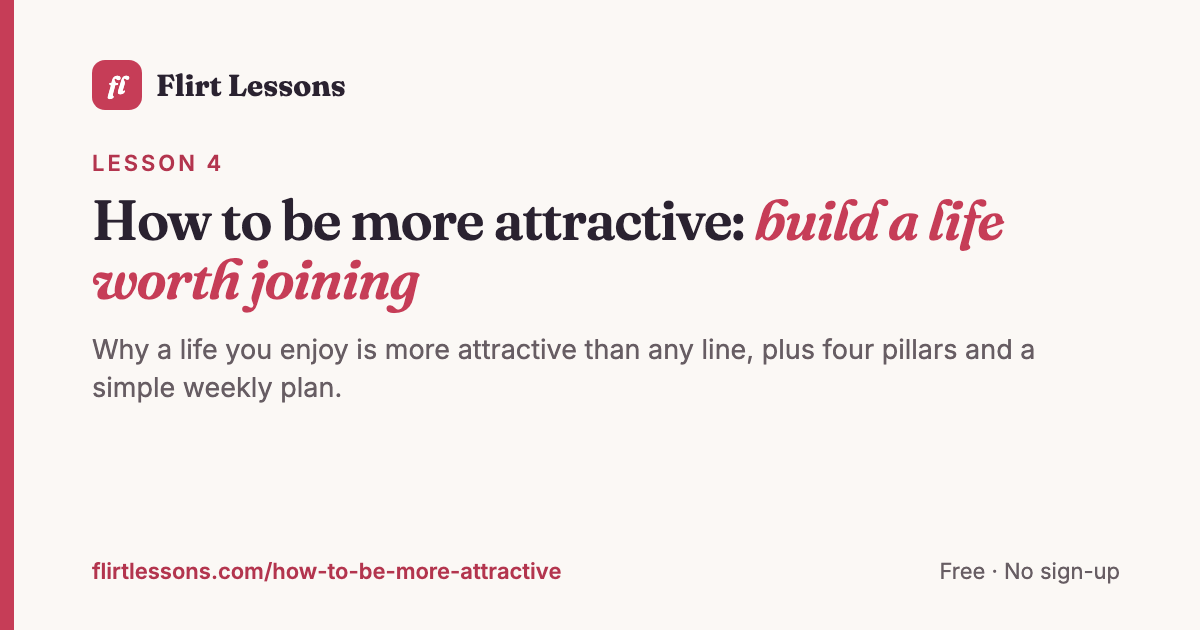 fl Flirt Lessons
LESSON 4
How to be more attractive: build a life
worth joining
Why a life you enjoy is more attractive than any line, plus four pillars and a
simple weekly plan.
flirtlessons.com/how-to-be-more-attractive
Free · No sign-up